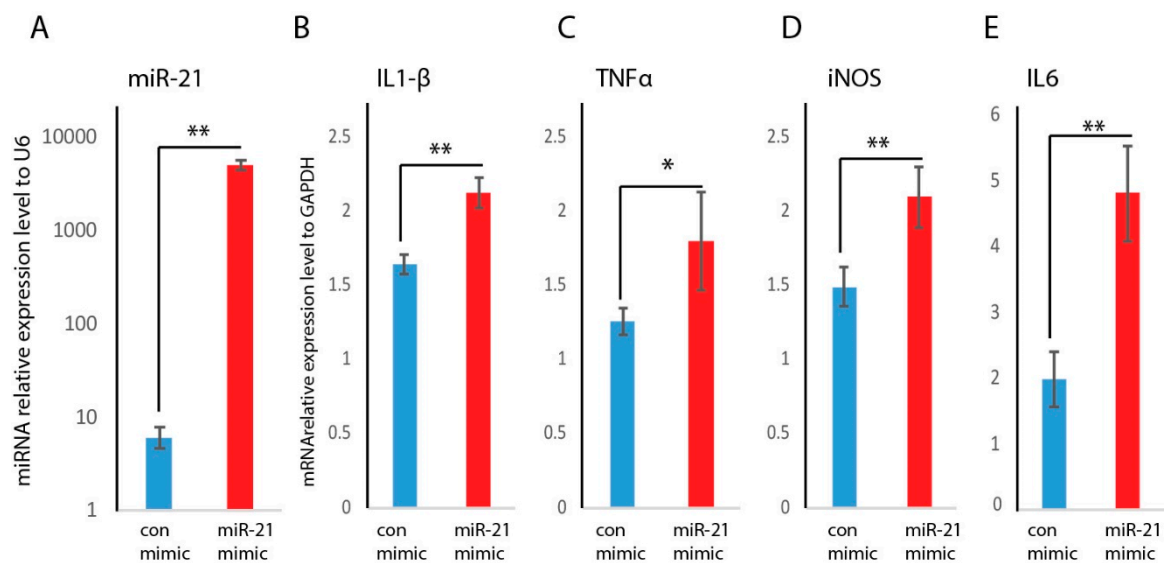 A
miR-21
miRNA relative expression level to U6
10000
1000
100
10
1
**
con
mimic
miR-21
mimic
B
IL1-β
mRNArelative expression level to GAPDH
2.5
2
1.5
1
0.5
0
**
con
mimic
miR-21
mimic
C
TNFα
2.5
2
1.5
1
0.5
0
*
con
mimic
miR-21
mimic
D
iNOS
2.5
2
1.5
1
0.5
0
**
con
mimic
miR-21
mimic
E
IL6
6
5
4
3
2
1
0
**
con
mimic
miR-21
mimic